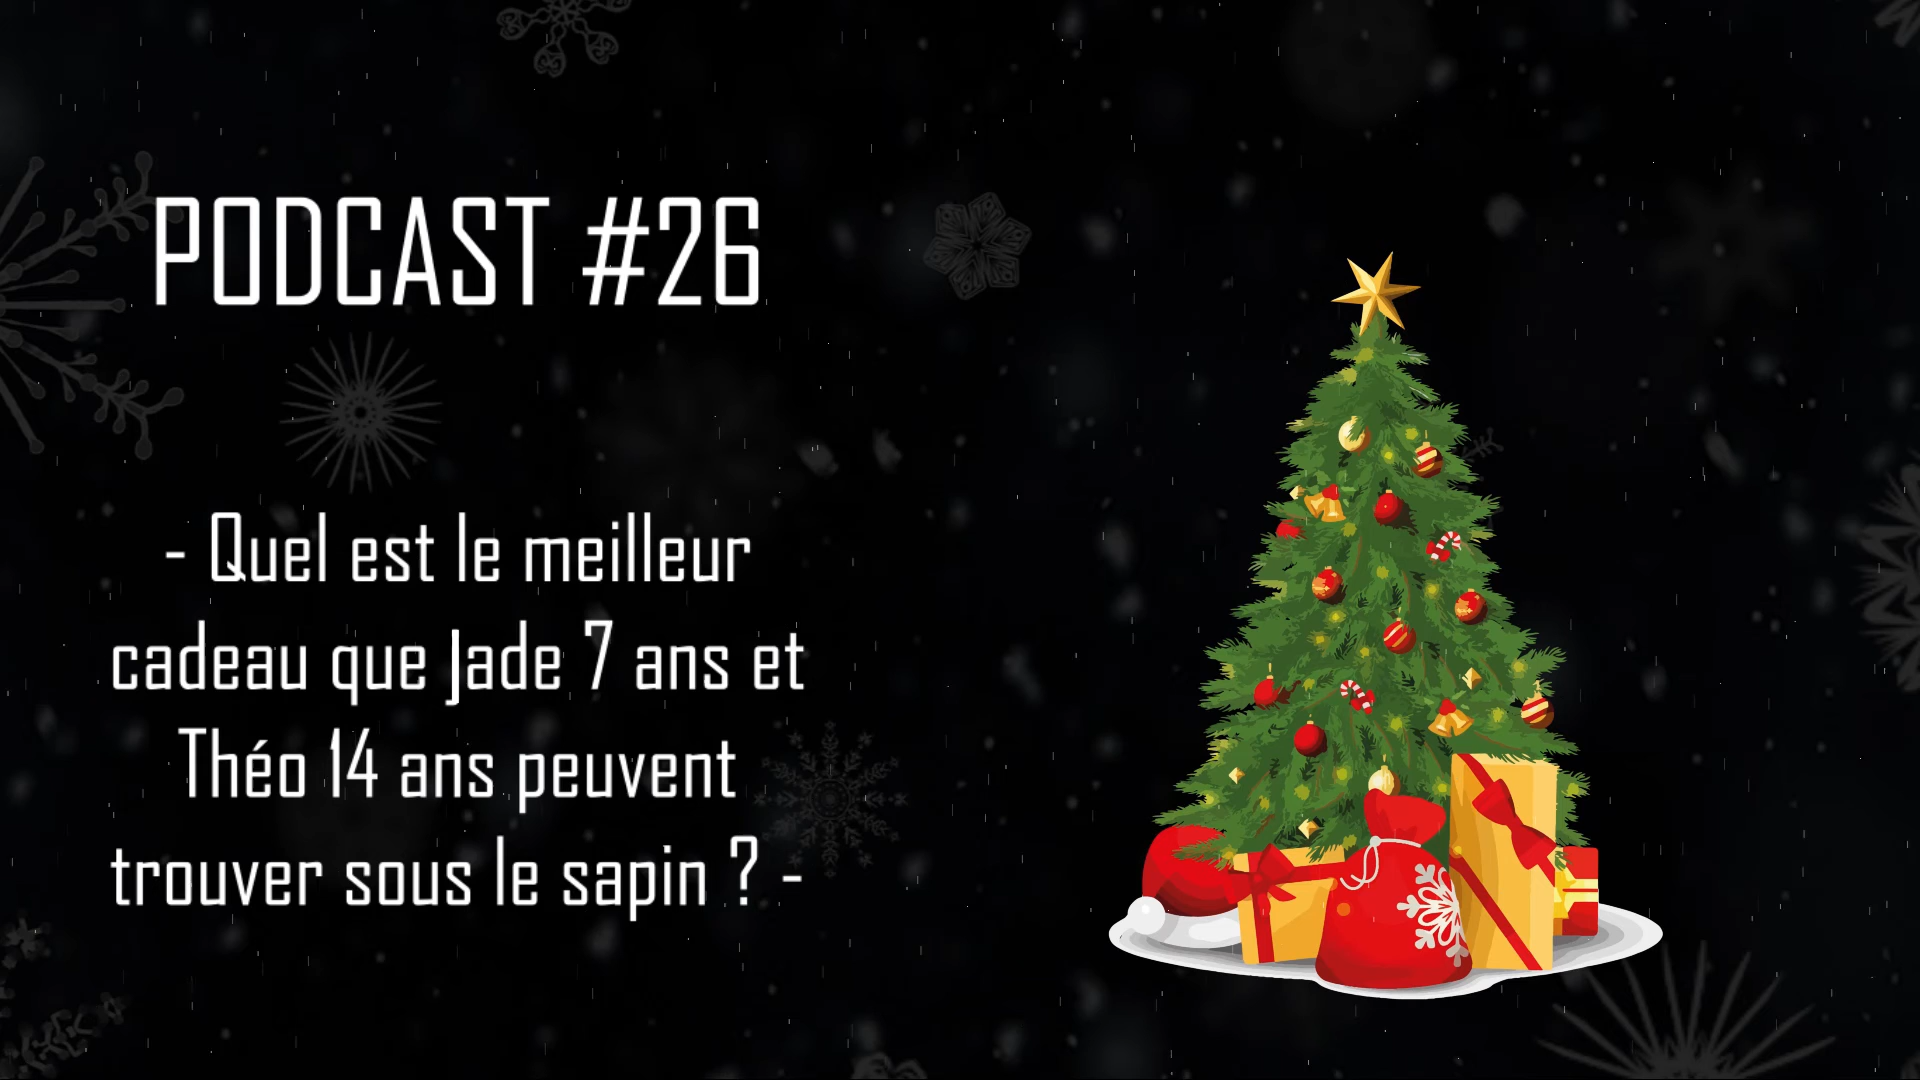 PODCAST #26
- Quel est le meilleur
cadeau que Jade 7 ans et
Théo 14 ans peuvent
trouver sous le sapin ? -